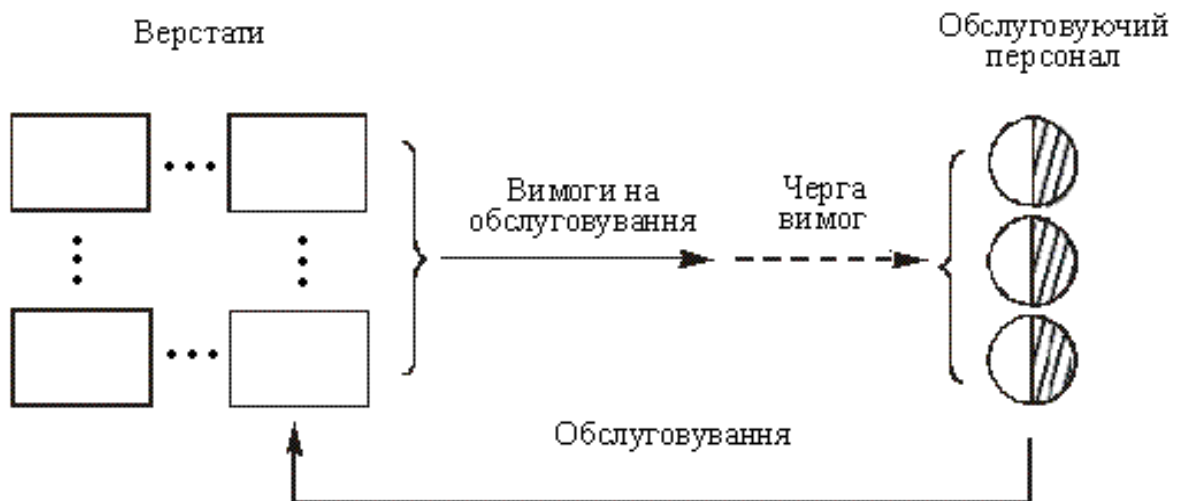 Верстати
Обслуговуючий
персонал
Вимоги на
обслуговування
Черга
вимог
Обслуговування